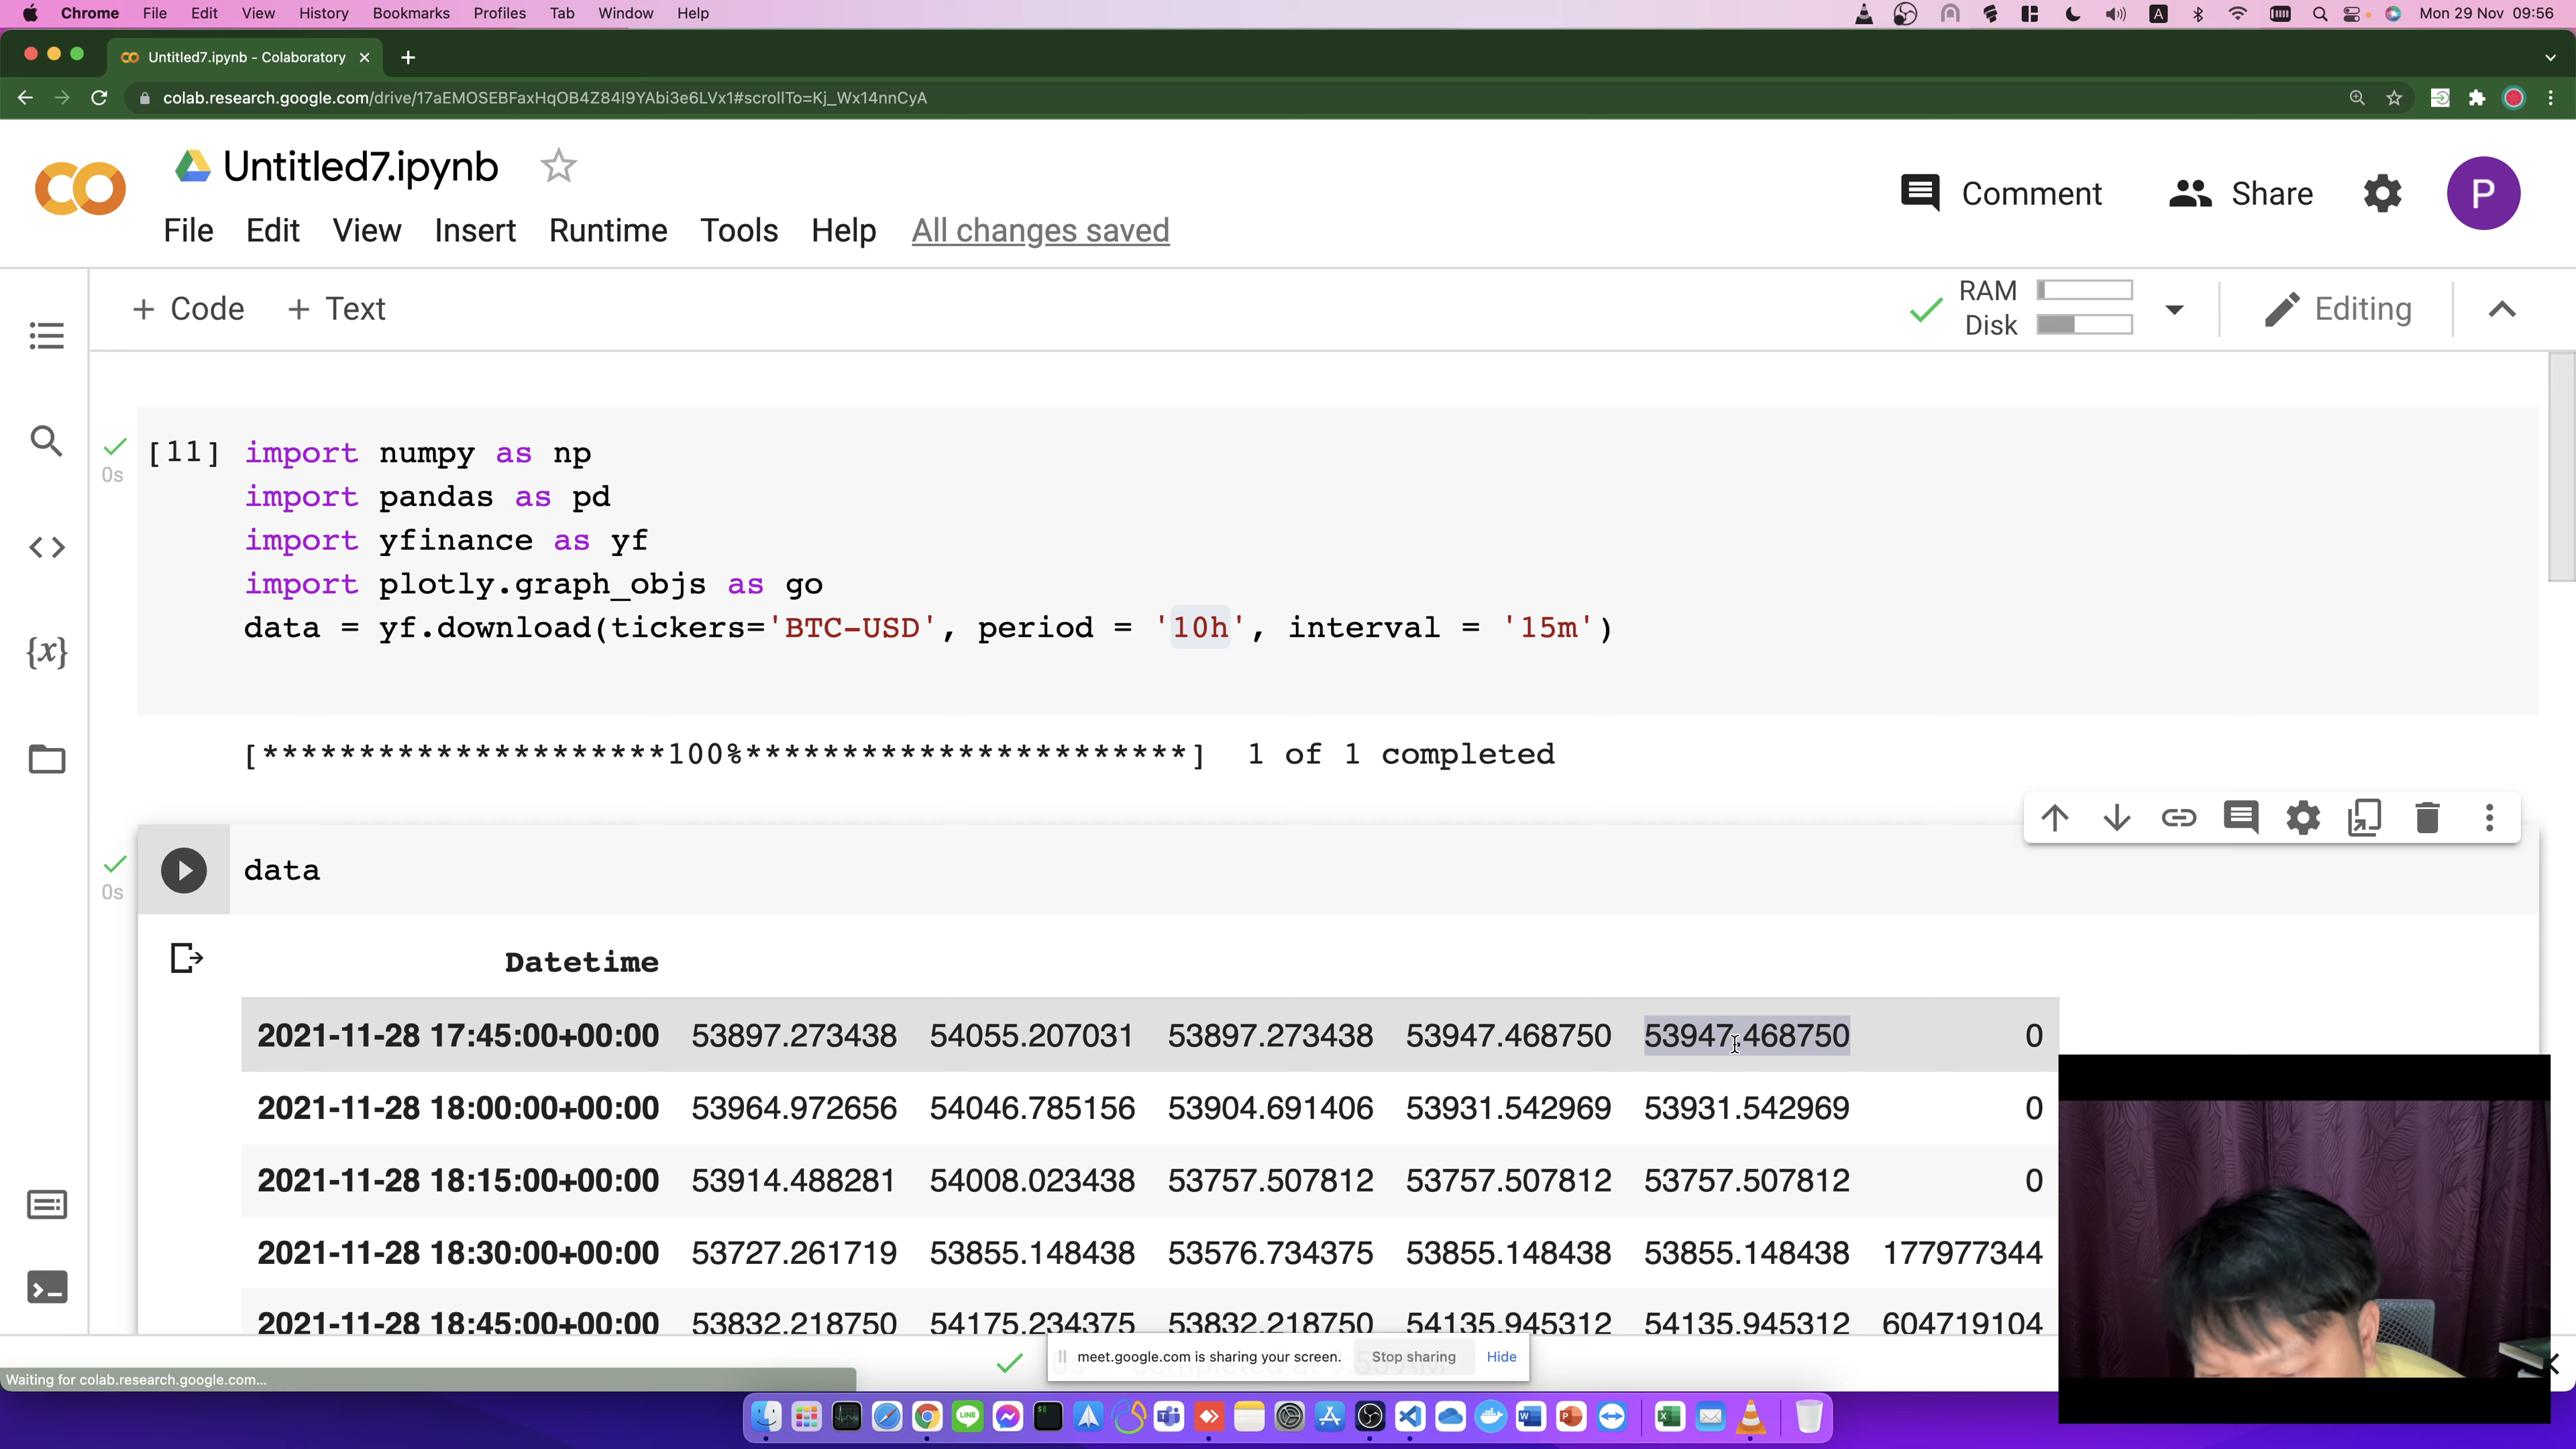 Chrome File Edit View History Bookmarks Profiles Tab Window Help A Mon 29 Nov 09:56
Untitled7.ipynb - Colaboratory
colab.research.google.com/drive/17aEMOSEBFaxHqOB4Z84I9YAbi3e6LVx1#scrollTo=Kj_Wx14nnCyA
Untitled7.ipynb
Comment Share P
File Edit View Insert Runtime Tools Help All changes saved
+ Code + Text RAM Disk Editing
[11] import numpy as np
0s
import pandas as pd
import yfinance as yf
import plotly.graph_objs as go
data = yf.download(tickers='BTC-USD', period = '10h', interval = '15m')
[*********************100%***********************] 1 of 1 completed
data
0s
Datetime
2021-11-28 17:45:00+00:00 53897.273438 54055.207031 53897.273438 53947.468750 53947.468750 0
2021-11-28 18:00:00+00:00 53964.972656 54046.785156 53904.691406 53931.542969 53931.542969 0
2021-11-28 18:15:00+00:00 53914.488281 54008.023438 53757.507812 53757.507812 53757.507812 0
2021-11-28 18:30:00+00:00 53727.261719 53855.148438 53576.734375 53855.148438 53855.148438 177977344
2021-11-28 18:45:00+00:00 53832.218750 54175.234375 53832.218750 54135.945312 54135.945312 604719104
meet.google.com is sharing your screen. Stop sharing Hide
Waiting for colab.research.google.com...